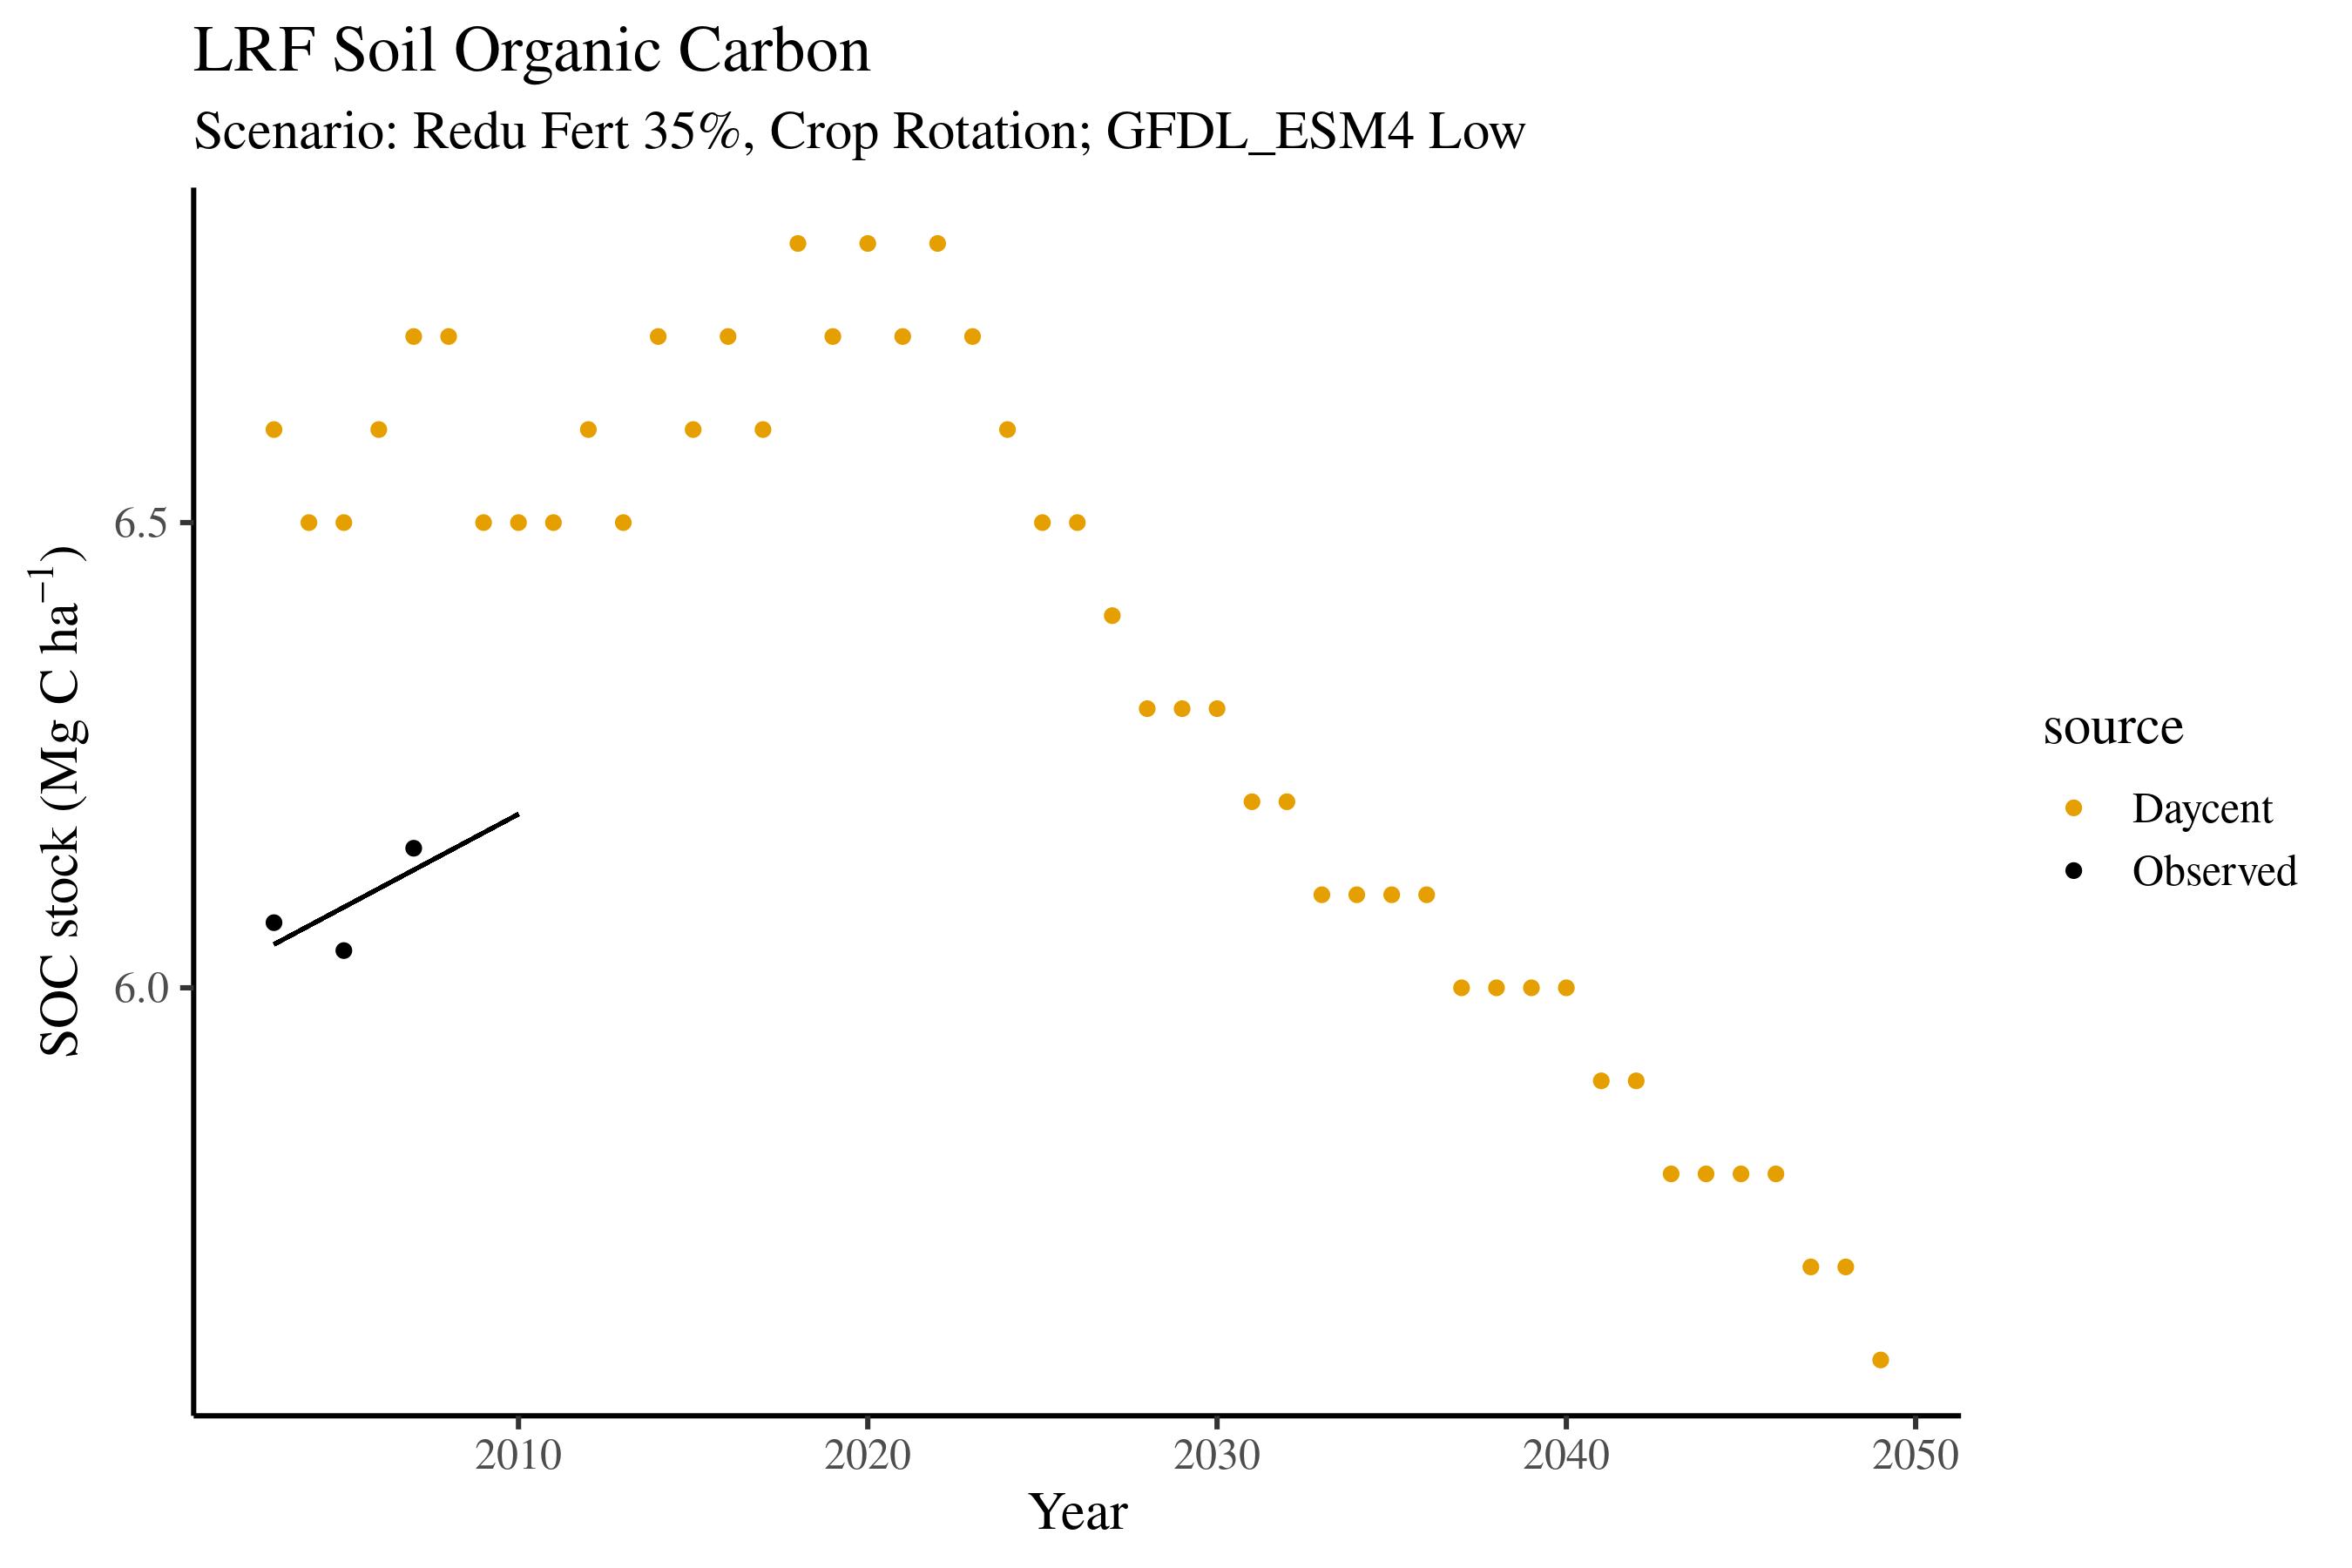 LRF Soil Organic Carbon
Scenario: Redu Fert 35%, Crop Rotation; GFDL_ESM4 Low
SOC stock (Mg C ha⁻¹)
6.5
6.0
2010 2020 2030 2040 2050
Year
source
Daycent
Observed